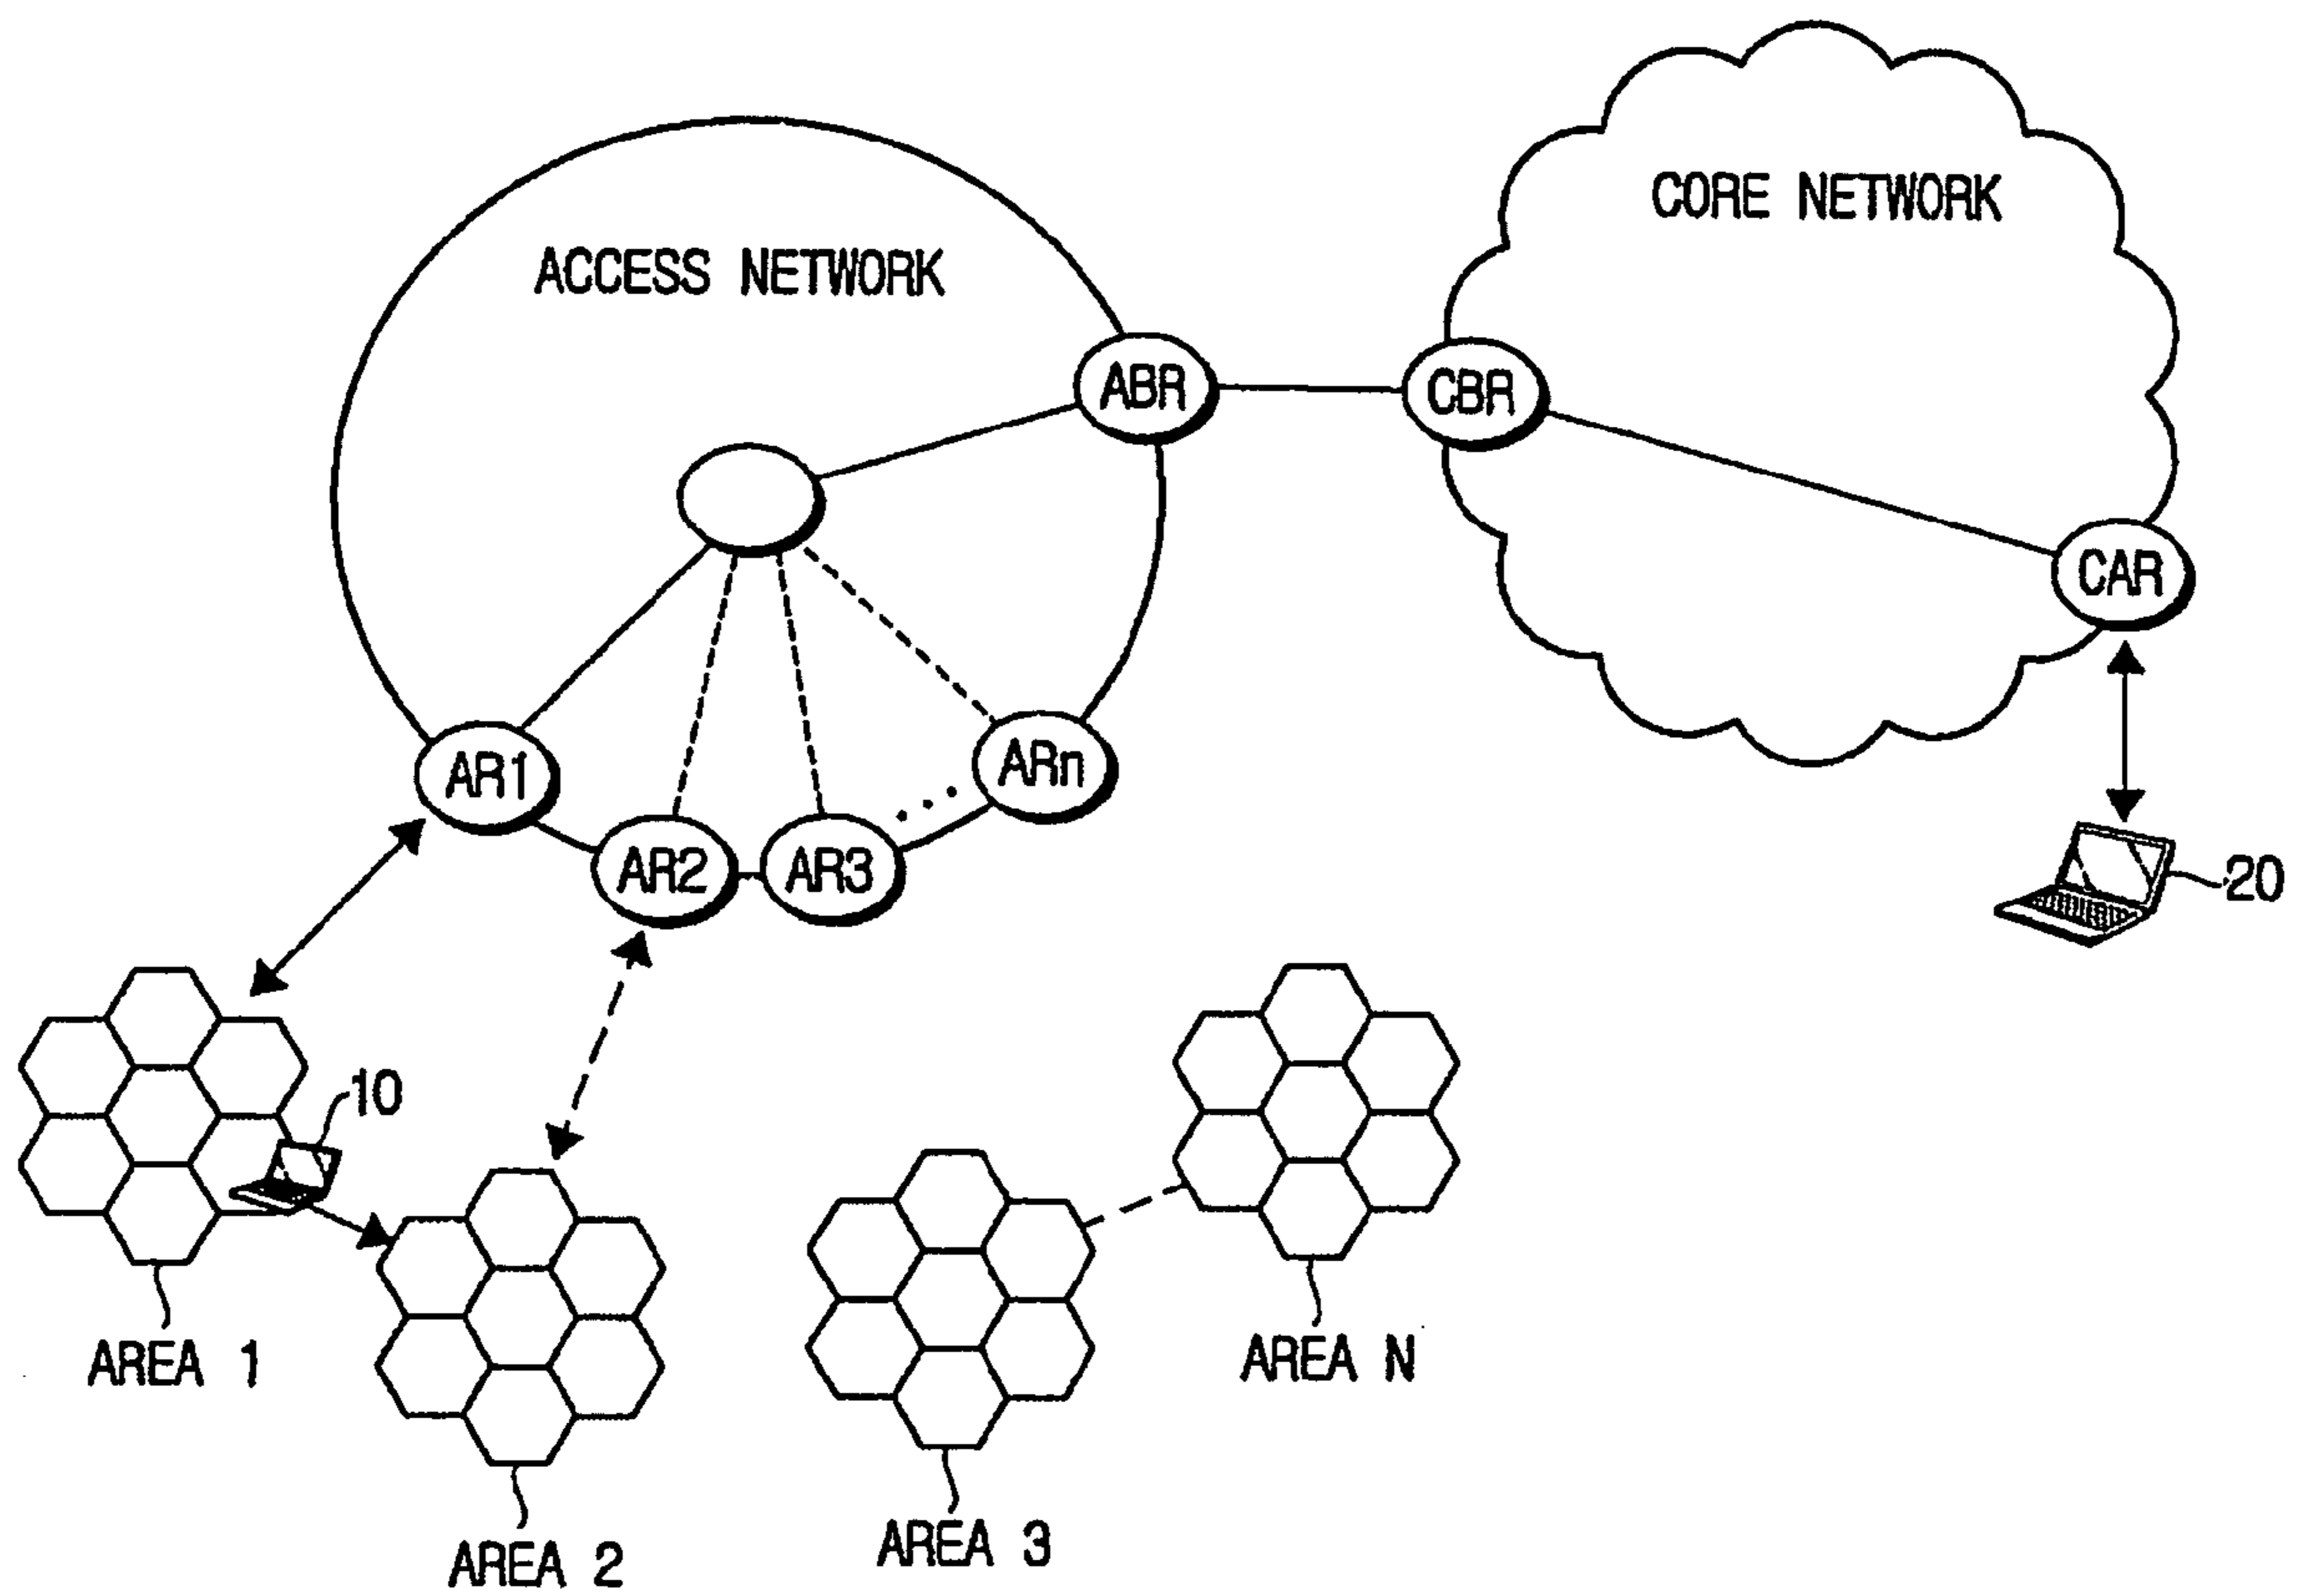 CORE NETWORK
ACCESS NETWORK
ABR
CBR
CAR
AR1
ARn
AR2
AR3
20
10
AREA 1
AREA N
AREA 3
AREA 2